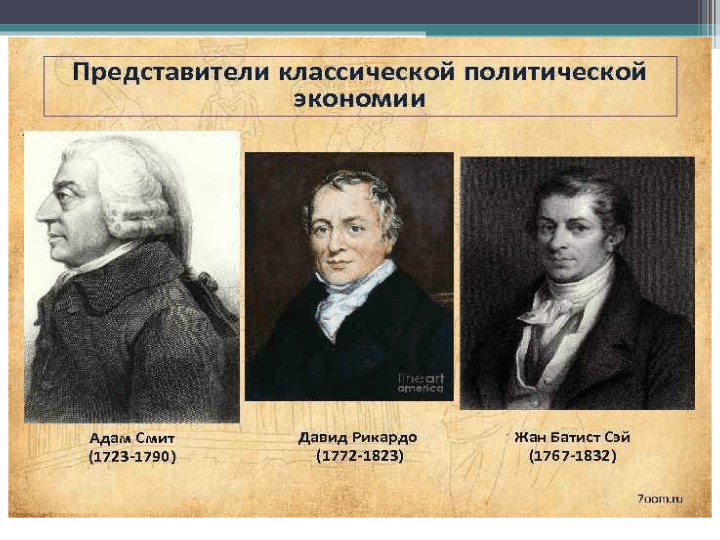 Представители классической политической
экономии
fineart
america
Адам Смит
(1723-1790)
Давид Рикардо
(1772-1823)
Жан Батист Сэй
(1767-1832)
7oom.ru